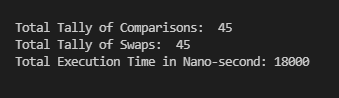 Total Tally of Comparisons:  45
Total Tally of Swaps:  45
Total Execution Time in Nano-second: 18000